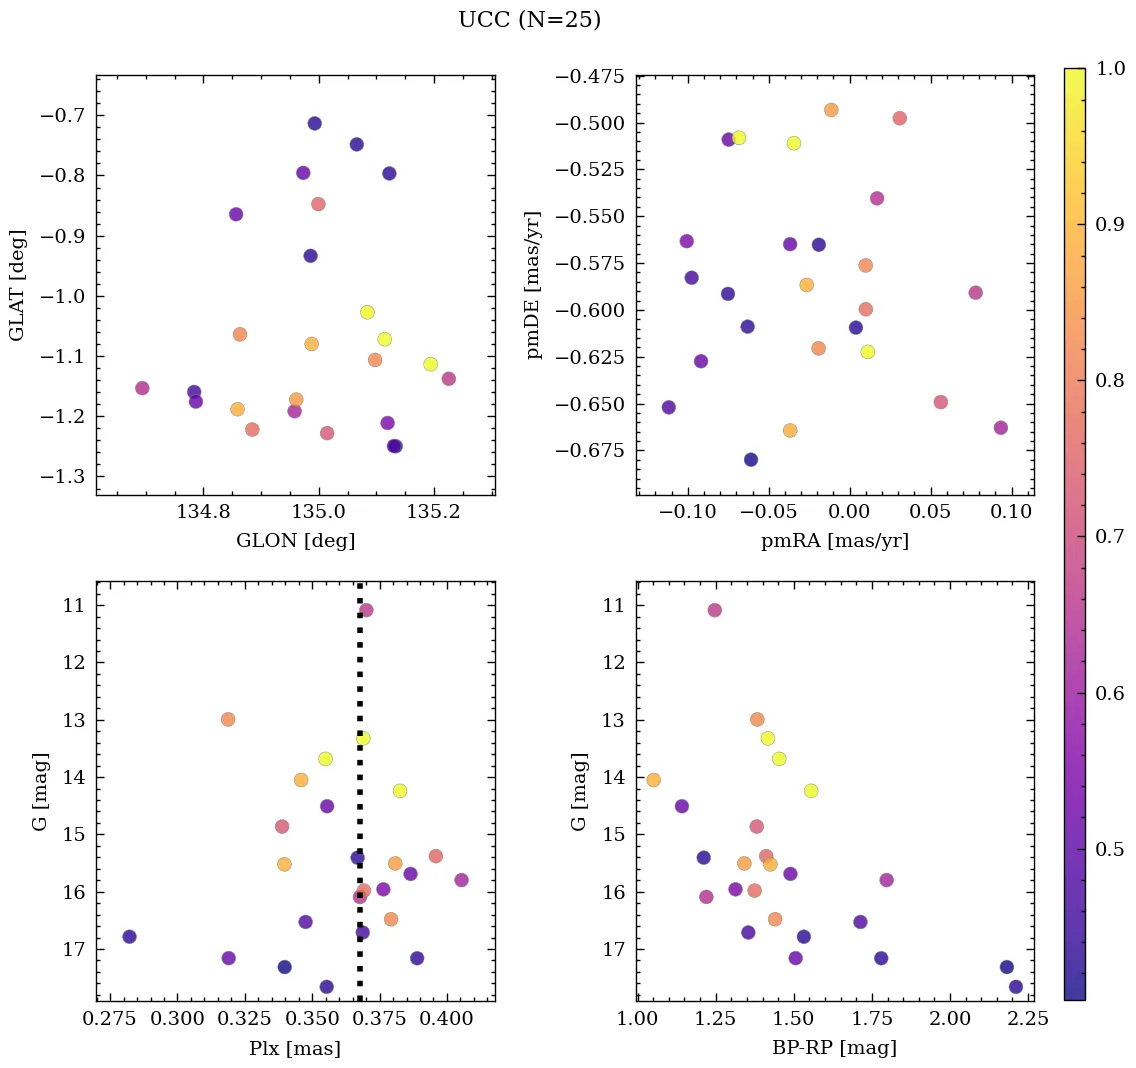 UCC (N=25)
−0.7
−0.8
−0.9
−1.0
−1.1
−1.2
−1.3
GLAT [deg]
134.8 135.0 135.2
GLON [deg]
−0.475
−0.500
−0.525
−0.550
−0.575
−0.600
−0.625
−0.650
−0.675
pmDE [mas/yr]
−0.10 −0.05 0.00 0.05 0.10
pmRA [mas/yr]
11
12
13
14
15
16
17
G [mag]
0.275 0.300 0.325 0.350 0.375 0.400
Plx [mas]
11
12
13
14
15
16
17
G [mag]
1.00 1.25 1.50 1.75 2.00 2.25
BP-RP [mag]
1.0
0.9
0.8
0.7
0.6
0.5